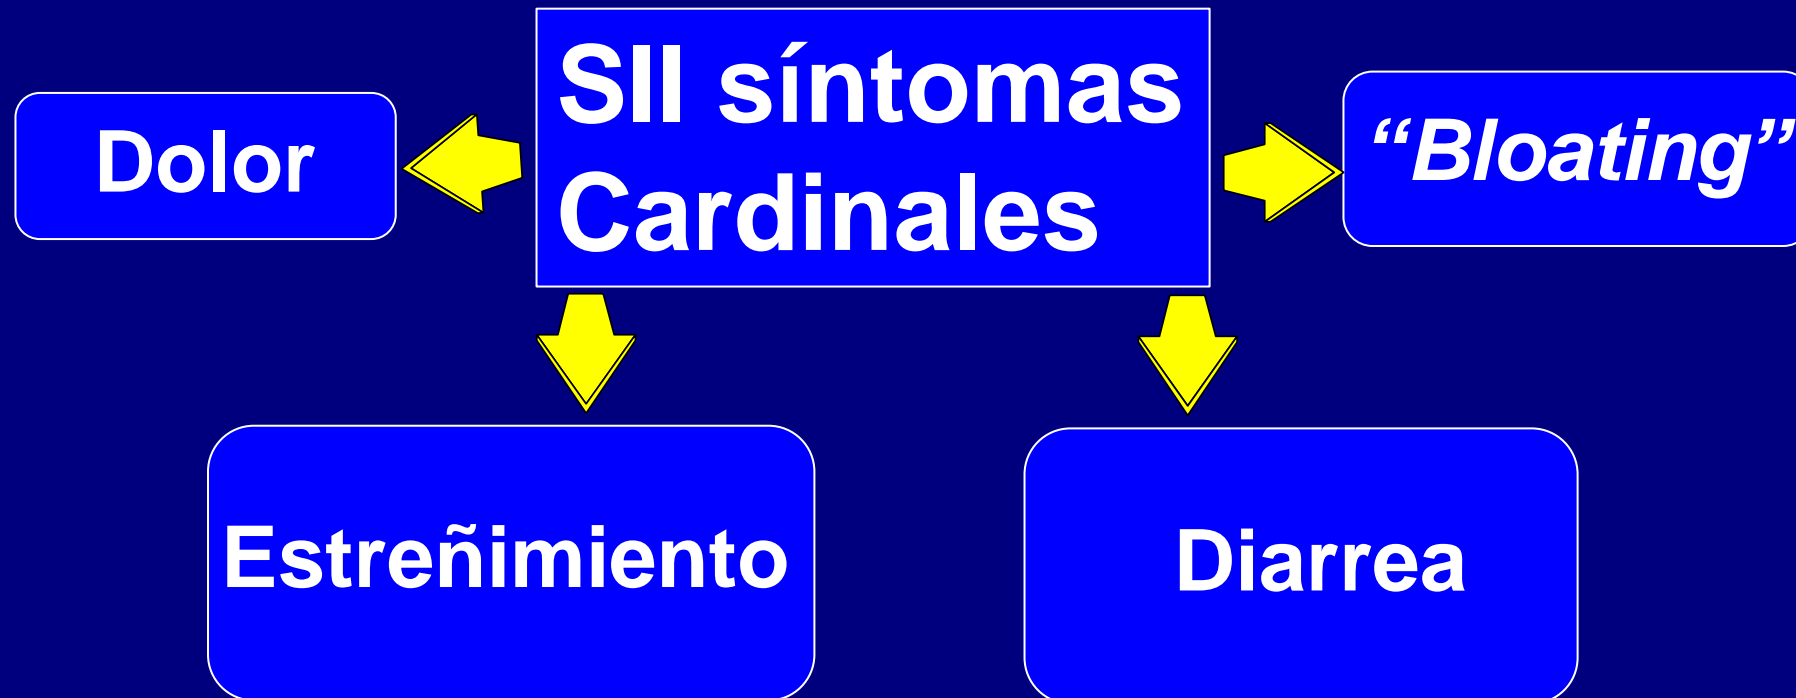 SII síntomas
Cardinales
Dolor
“Bloating”
Estreñimiento
Diarrea